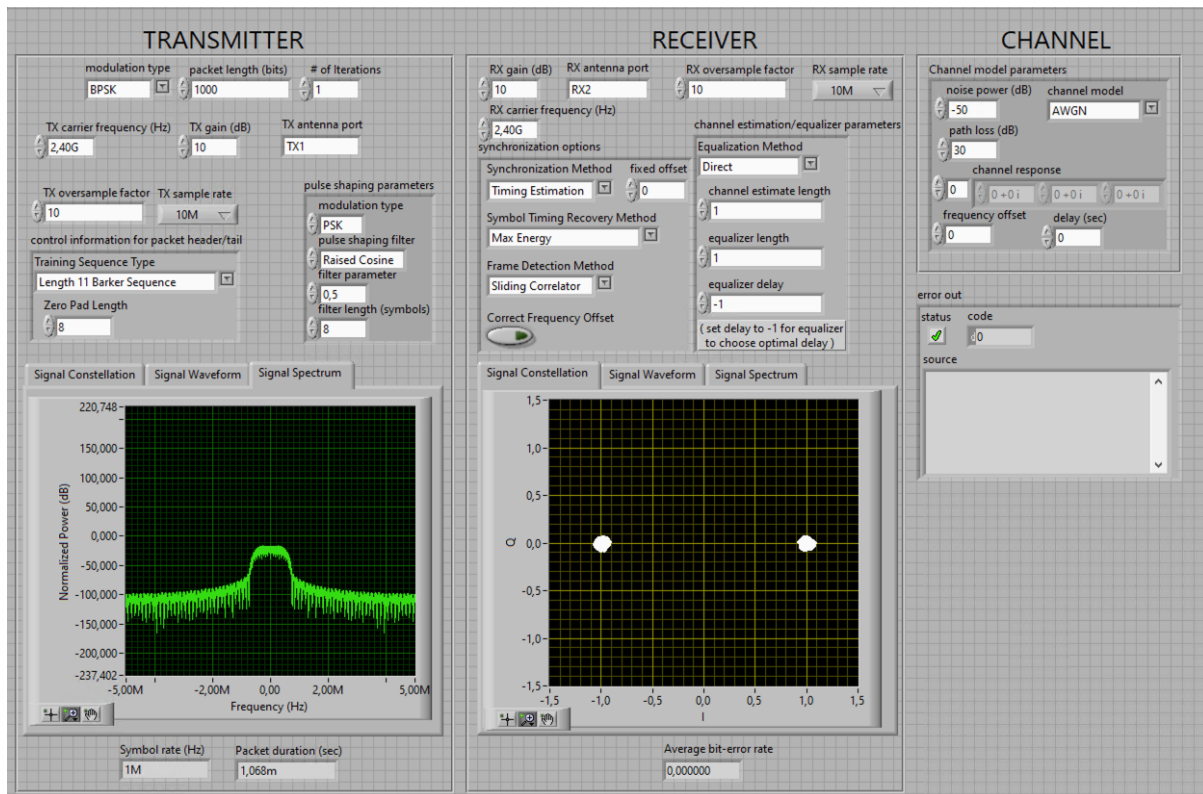 TRANSMITTER
modulation type packet length (bits) # of Iterations
BPSK 1000 1
TX carrier frequency (Hz) TX gain (dB) TX antenna port
2,40G 10 TX1
TX oversample factor TX sample rate
10 10M
pulse shaping parameters
modulation type
PSK
pulse shaping filter
Raised Cosine
filter parameter
0,5
filter length (symbols)
8
control information for packet header/tail
Training Sequence Type
Length 11 Barker Sequence
Zero Pad Length
8
Signal Constellation Signal Waveform Signal Spectrum
Normalized Power (dB)
220,748
150,000
100,000
50,000
0,000
-50,000
-100,000
-150,000
-200,000
-237,402
-5,00M -2,00M 0,00 2,00M 5,00M
Frequency (Hz)
Symbol rate (Hz) Packet duration (sec)
1M 1,068m
RECEIVER
RX gain (dB) RX antenna port RX oversample factor RX sample rate
10 RX2 10 10M
RX carrier frequency (Hz)
2,40G
synchronization options
Synchronization Method fixed offset
Timing Estimation 0
Symbol Timing Recovery Method
Max Energy
Frame Detection Method
Sliding Correlator
Correct Frequency Offset
channel estimation/equalizer parameters
Equalization Method
Direct
channel estimate length
1
equalizer length
1
equalizer delay
-1
( set delay to -1 for equalizer
to choose optimal delay )
Signal Constellation Signal Waveform Signal Spectrum
Q
1,5
1,0
0,5
0,0
-0,5
-1,0
-1,5
-1,5 -1,0 -0,5 0,0 0,5 1,0 1,5
I
Average bit-error rate
0,000000
CHANNEL
Channel model parameters
noise power (dB) channel model
-50 AWGN
path loss (dB)
30
channel response
0 0 +0 i 0 +0 i 0 +0 i
frequency offset delay (sec)
0 0
error out
status code
d0
source